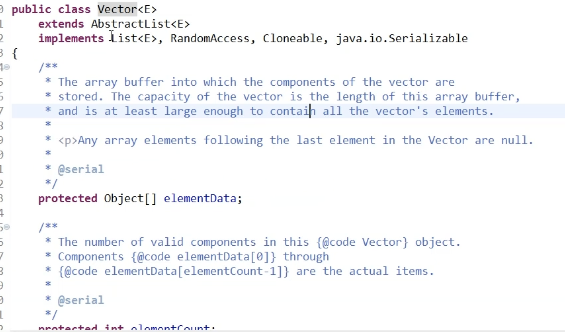 public class Vector<E>
extends AbstractList<E>
implements List<E>, RandomAccess, Cloneable, java.io.Serializable
{
/**
* The array buffer into which the components of the vector are
* stored. The capacity of the vector is the length of this array buffer,
* and is at least large enough to contain all the vector's elements.
*
* <p>Any array elements following the last element in the Vector are null.
*
* @serial
*/
protected Object[] elementData;
/**
* The number of valid components in this {@code Vector} object.
* Components {@code elementData[0]} through
* {@code elementData[elementCount-1]} are the actual items.
*
* @serial
*/
protected int elementCount;